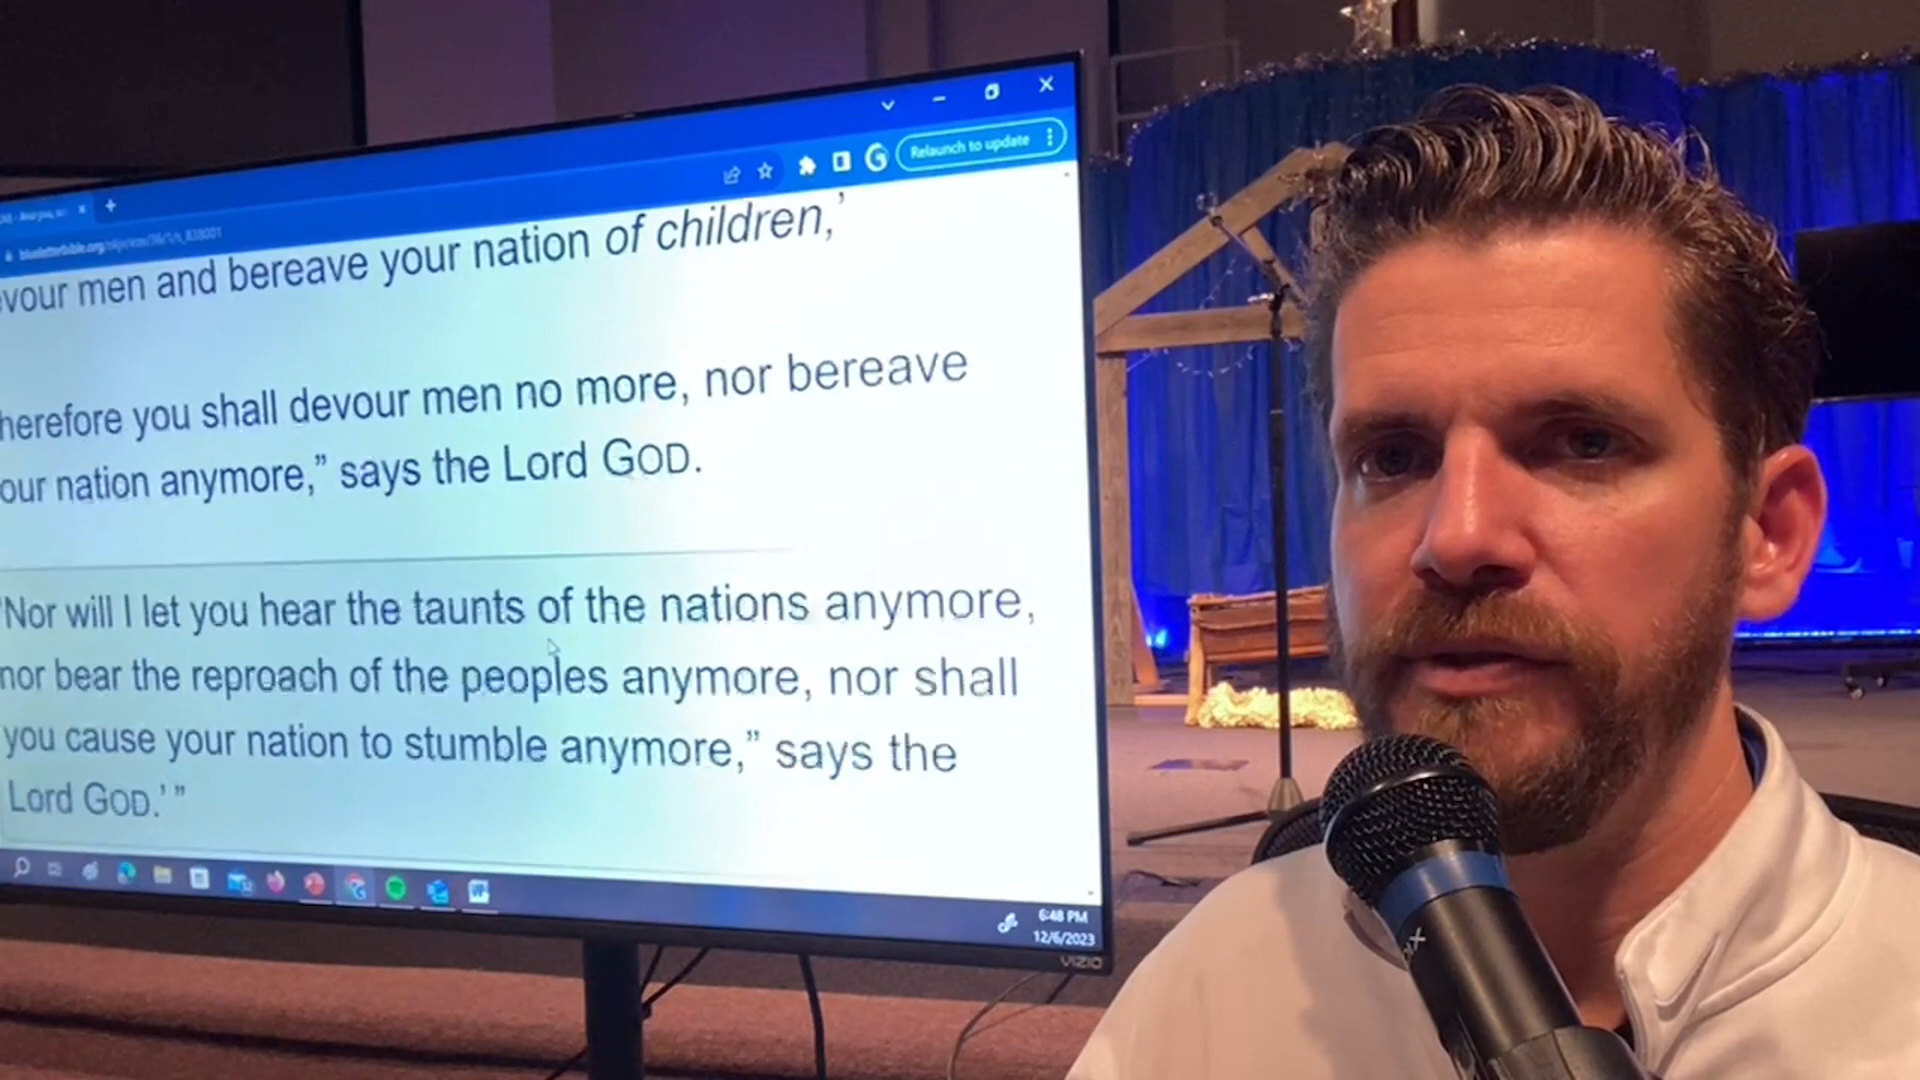 Relaunch to update
vour men and bereave your nation of children,’
herefore you shall devour men no more, nor bereave
our nation anymore,” says the Lord GOD.
Nor will I let you hear the taunts of the nations anymore,
nor bear the reproach of the peoples anymore, nor shall
you cause your nation to stumble anymore,” says the
Lord GOD.’ ”
6:48 PM
12/6/2023
VIZIO